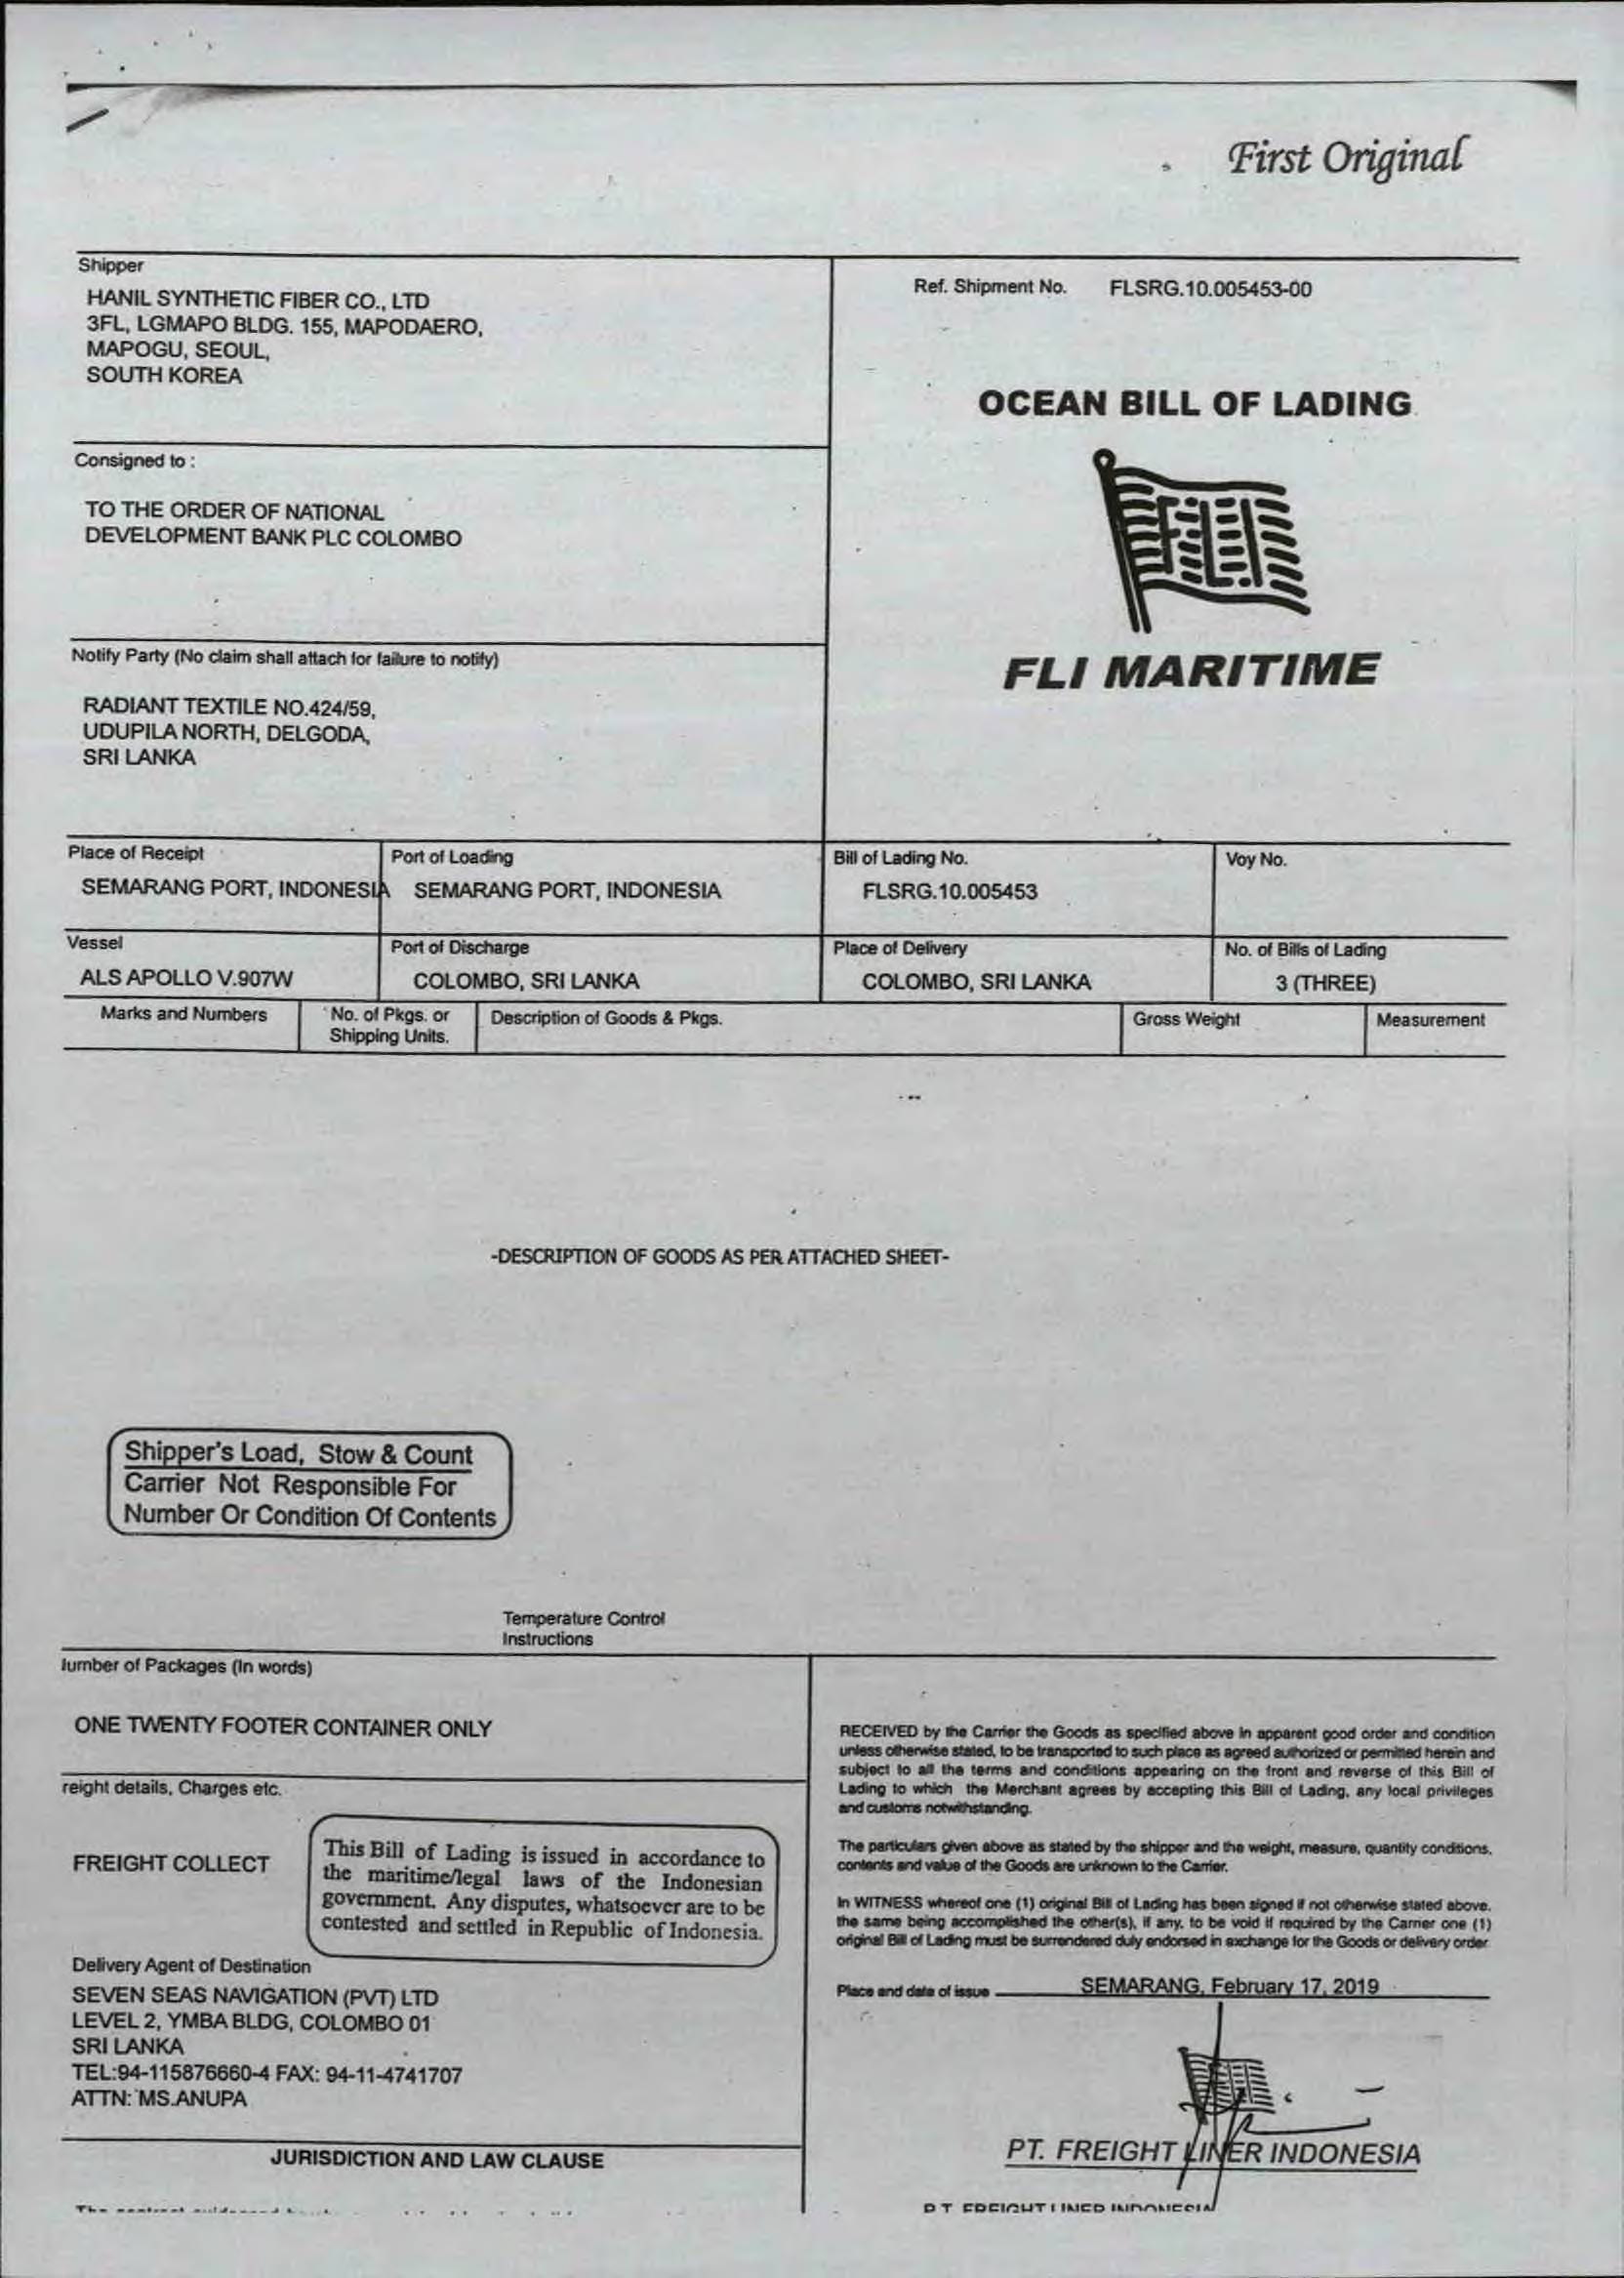 First Original
Shipper
HANIL SYNTHETIC FIBER CO., LTD
3FL, LGMAPO BLDG. 155, MAPODAERO,
MAPOGU, SEOUL,
SOUTH KOREA
Ref. Shipment No. FLSRG.10.005453-00
OCEAN BILL OF LADING
Consigned to :
TO THE ORDER OF NATIONAL
DEVELOPMENT BANK PLC COLOMBO
FLI MARITIME
Notify Party (No claim shall attach for failure to notify)
RADIANT TEXTILE NO.424/59,
UDUPILA NORTH, DELGODA,
SRI LANKA
Place of Receipt
SEMARANG PORT, INDONESIA
Port of Loading
SEMARANG PORT, INDONESIA
Bill of Lading No.
FLSRG.10.005453
Voy No.
Vessel
ALS APOLLO V.907W
Port of Discharge
COLOMBO, SRI LANKA
Place of Delivery
COLOMBO, SRI LANKA
No. of Bills of Lading
3 (THREE)
Marks and Numbers
No. of Pkgs. or
Shipping Units.
Description of Goods & Pkgs.
Gross Weight
Measurement
-DESCRIPTION OF GOODS AS PER ATTACHED SHEET-
Shipper's Load, Stow & Count
Carrier Not Responsible For
Number Or Condition Of Contents
Temperature Control
Instructions
umber of Packages (In words)
ONE TWENTY FOOTER CONTAINER ONLY
reight details, Charges etc.
FREIGHT COLLECT
This Bill of Lading is issued in accordance to
the maritime/legal laws of the Indonesian
government. Any disputes, whatsoever are to be
contested and settled in Republic of Indonesia.
Delivery Agent of Destination
SEVEN SEAS NAVIGATION (PVT) LTD
LEVEL 2, YMBA BLDG, COLOMBO 01
SRI LANKA
TEL:94-115876660-4 FAX: 94-11-4741707
ATTN: MS.ANUPA
JURISDICTION AND LAW CLAUSE
RECEIVED by the Carrier the Goods as specified above in apparent good order and condition
unless otherwise stated, to be transported to such place as agreed authorized or permitted herein and
subject to all the terms and conditions appearing on the front and reverse of this Bill of
Lading to which the Merchant agrees by accepting this Bill of Lading, any local privileges
and customs notwithstanding.
The particulars given above as stated by the shipper and the weight, measure, quantity conditions,
contents and value of the Goods are unknown to the Carrier.
In WITNESS whereof one (1) original Bill of Lading has been signed if not otherwise stated above,
the same being accomplished the other(s), if any, to be void if required by the Carrier one (1)
original Bill of Lading must be surrendered duly endorsed in exchange for the Goods or delivery order
Place and date of issue SEMARANG, February 17, 2019
PT. FREIGHT LINER INDONESIA
P.T. FREIGHT LINER INDONESIA